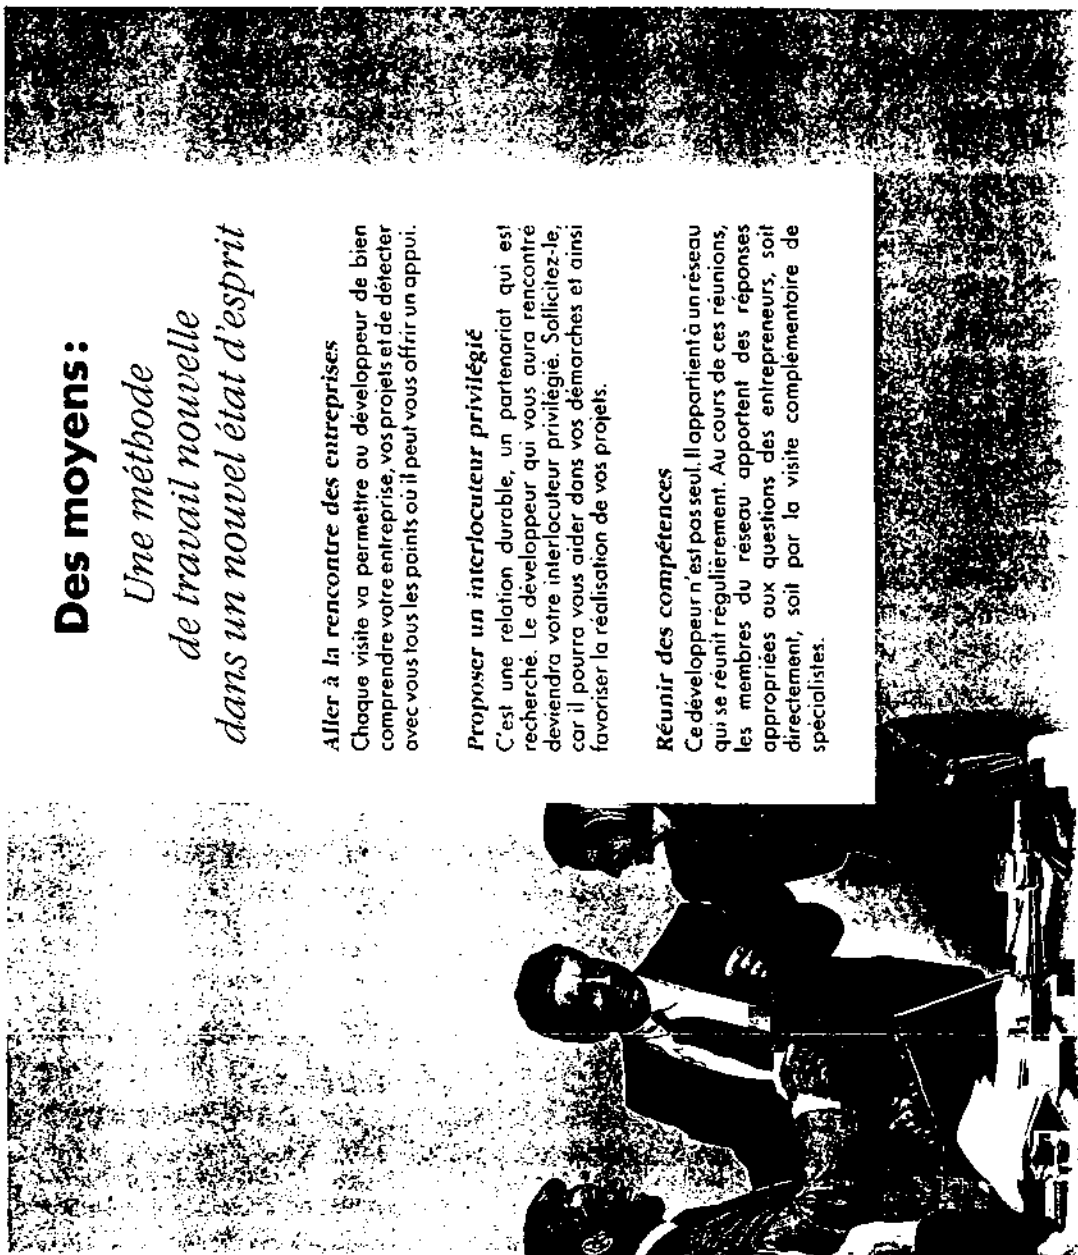 Des moyens :
Une méthode
de travail nouvelle
dans un nouvel état d'esprit
Aller à la rencontre des entreprises
Chaque visite va permettre au développeur de bien
comprendre votre entreprise, vos projets et de détecter
avec vous tous les points où il peut vous offrir un appui.
Proposer un interlocuteur privilégié
C'est une relation durable, un partenariat qui est
recherché. Le développeur qui vous aura rencontré
deviendra votre interlocuteur privilégié. Sollicitez-le,
car il pourra vous aider dans vos démarches et ainsi
favoriser la réalisation de vos projets.
Réunir des compétences
Ce développeur n'est pas seul. Il appartient à un réseau
qui se réunit régulièrement. Au cours de ces réunions,
les membres du réseau apportent des réponses
appropriées aux questions des entrepreneurs, soit
directement, soit par la visite complémentaire de
spécialistes.